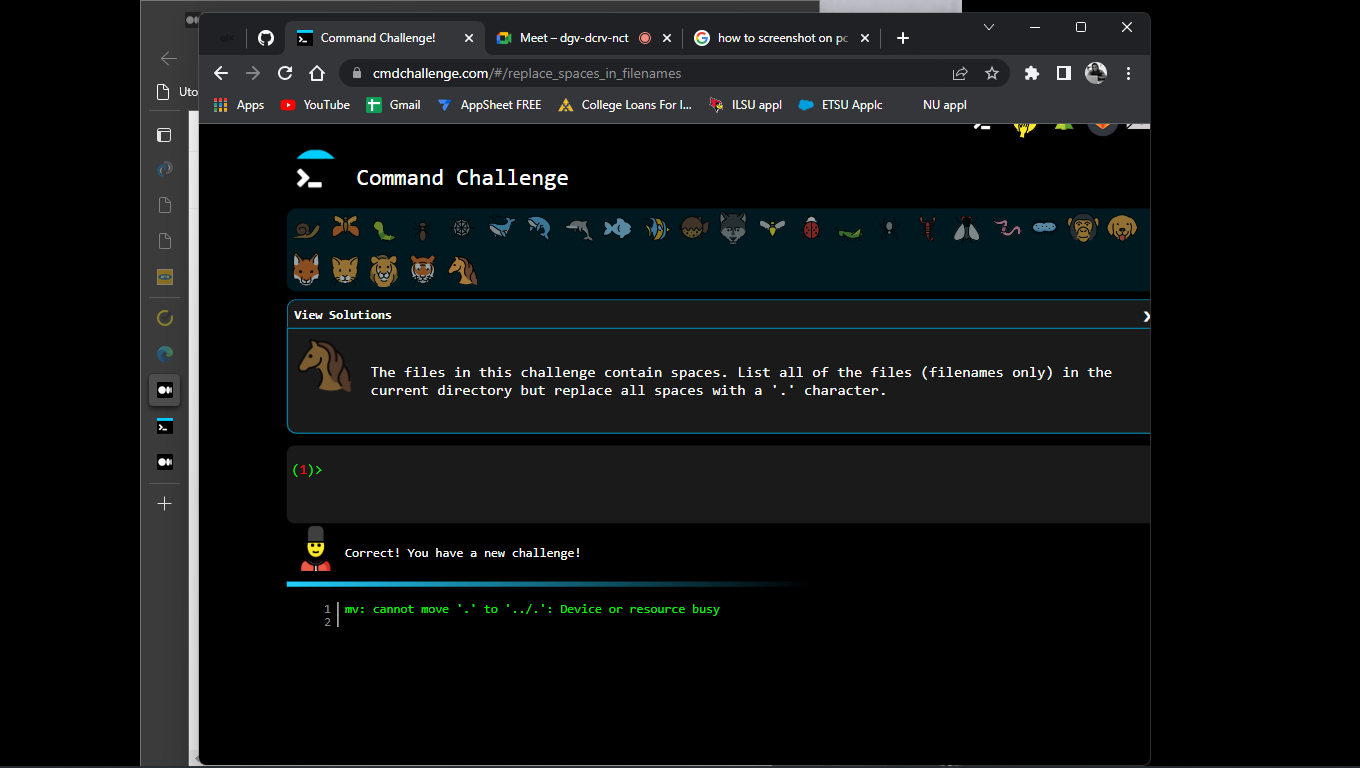 Command Challenge!
Meet – dgv-dcrv-nct
how to screenshot on pc
cmdchallenge.com/#/replace_spaces_in_filenames
Uto
Apps
YouTube
Gmail
AppSheet FREE
College Loans For I...
ILSU appl
ETSU Applc
NU appl
Command Challenge
View Solutions
The files in this challenge contain spaces. List all of the files (filenames only) in the
current directory but replace all spaces with a '.' character.
(1)>
Correct! You have a new challenge!
1 mv: cannot move '.' to '../.': Device or resource busy
2